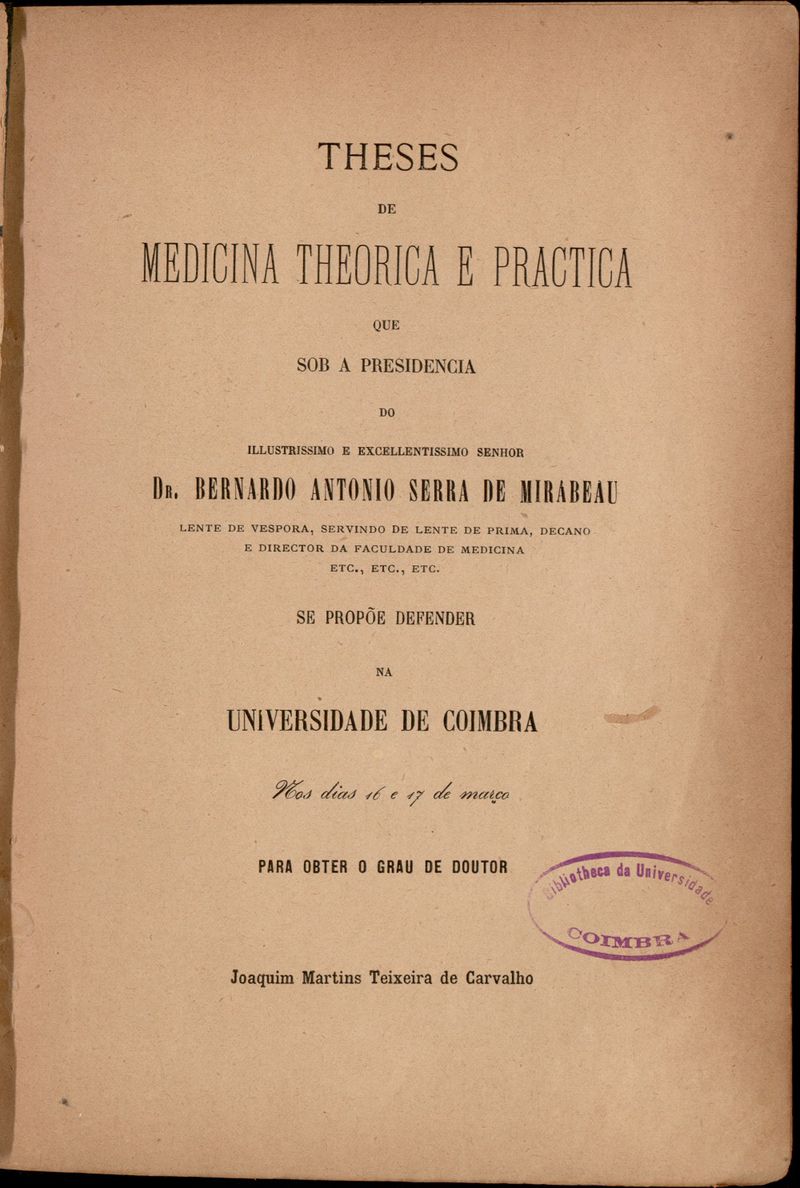 THESES
DE
MEDICINA THEORICA E PRACTICA
QUE
SOB A PRESIDENCIA
DO
ILLUSTRISSIMO E EXCELLENTISSIMO SENHOR
DR. BERNARDO ANTONIO SERRA DE MIRABEAU
LENTE DE VESPORA, SERVINDO DE LENTE DE PRIMA, DECANO
E DIRECTOR DA FACULDADE DE MEDICINA
ETC., ETC., ETC.
SE PROPÕE DEFENDER
NA
UNIVERSIDADE DE COIMBRA
Nos dias 16 e 17 de março
PARA OBTER O GRAU DE DOUTOR
Bibliotheca da Universidade
COIMBRA
Joaquim Martins Teixeira de Carvalho